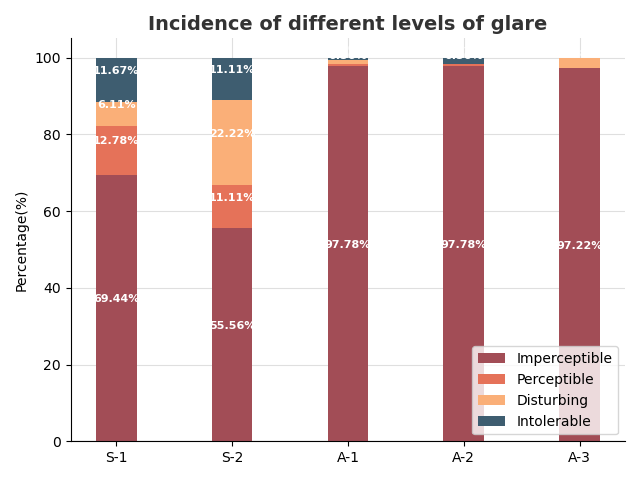 Incidence of different levels of glare
Percentage(%)
100
80
60
40
20
0
11.67%
6.11%
12.78%
69.44%
11.11%
22.22%
11.11%
55.56%
97.78%
97.78%
97.22%
Imperceptible
Perceptible
Disturbing
Intolerable
S-1
S-2
A-1
A-2
A-3